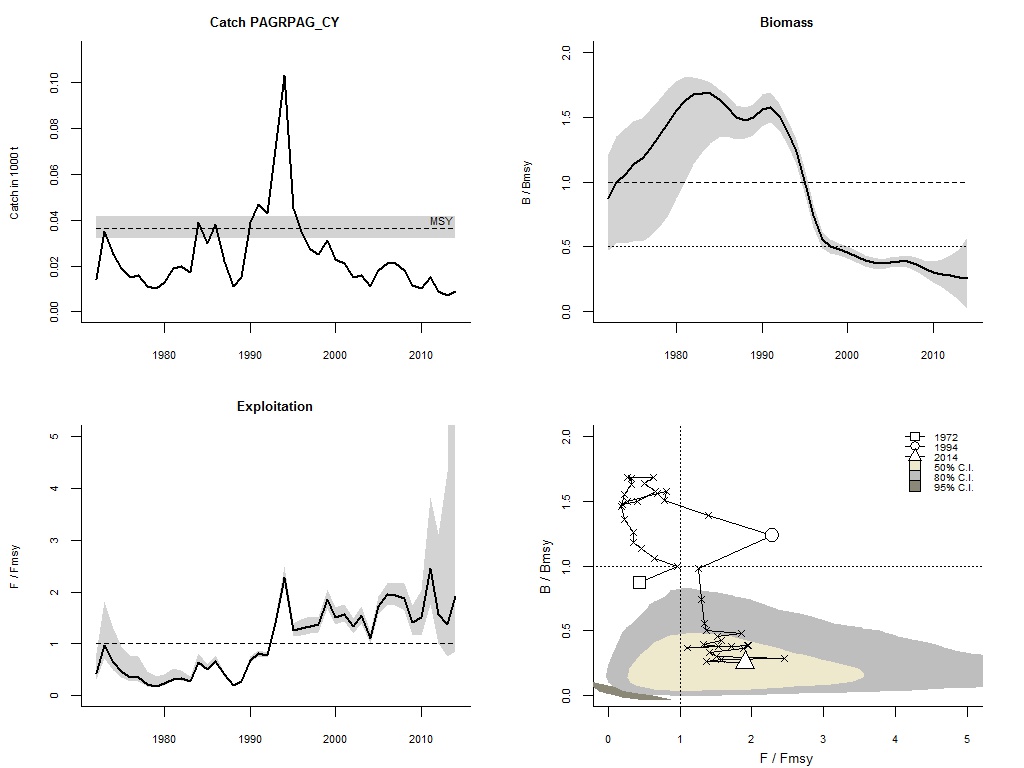 Catch PAGRPAG_CY
Catch in 1000 t
0.00 0.02 0.04 0.06 0.08 0.10
MSY
1980 1990 2000 2010
Biomass
B / Bmsy
0.0 0.5 1.0 1.5 2.0
1980 1990 2000 2010
Exploitation
F / Fmsy
0 1 2 3 4 5
1980 1990 2000 2010
B / Bmsy
0.0 0.5 1.0 1.5 2.0
1972
1994
2014
50% C.I.
80% C.I.
95% C.I.
0 1 2 3 4 5
F / Fmsy